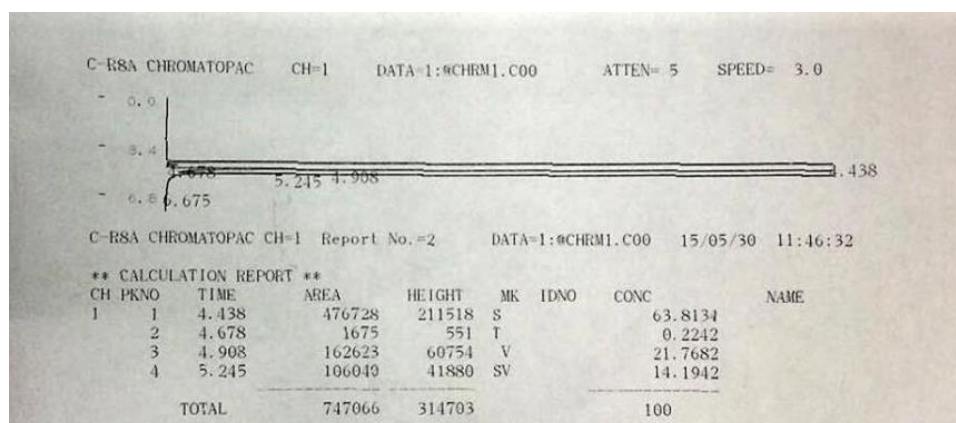 C-R8A CHROMATOPAC CH=1 DATA=1:@CHRM1.C00 ATTEN= 5 SPEED= 3.0
0.0
3.4
4.678 5.245 4.908 4.438
6.8 6.675
C-R8A CHROMATOPAC CH=1 Report No.=2 DATA=1:@CHRM1.C00 15/05/30 11:46:32
** CALCULATION REPORT **
CH PKNO TIME AREA HEIGHT MK IDNO CONC NAME
1 1 4.438 476728 211518 S 63.8134
2 4.678 1675 551 T 0.2242
3 4.908 162623 60754 V 21.7682
4 5.245 106040 41880 SV 14.1942
TOTAL 747066 314703 100